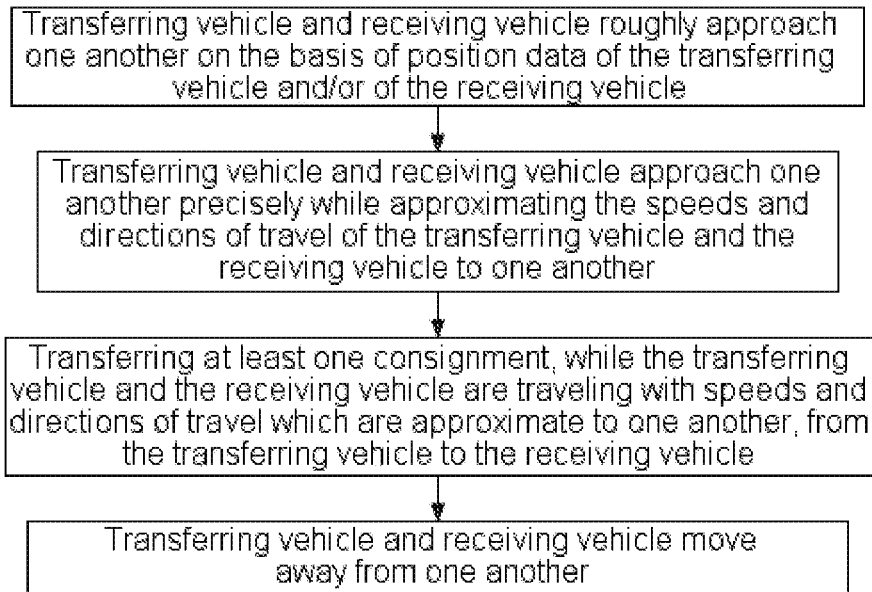 Transferring vehicle and receiving vehicle roughly approach
one another on the basis of position data of the transferring
vehicle and/or of the receiving vehicle
Transferring vehicle and receiving vehicle approach one
another precisely while approximating the speeds and
directions of travel of the transferring vehicle and the
receiving vehicle to one another
Transferring at least one consignment, while the transferring
vehicle and the receiving vehicle are traveling with speeds and
directions of travel which are approximate to one another, from
the transferring vehicle to the receiving vehicle
Transferring vehicle and receiving vehicle move
away from one another